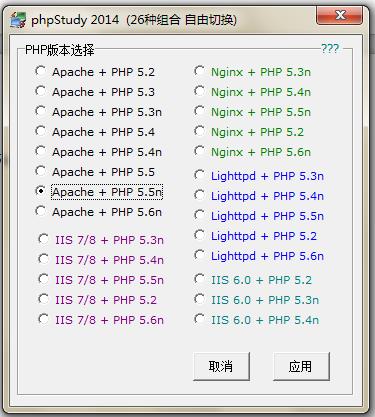 phpStudy 2014 (26种组合 自由切换)
PHP版本选择
???
Apache + PHP 5.2
Apache + PHP 5.3
Apache + PHP 5.3n
Apache + PHP 5.4
Apache + PHP 5.4n
Apache + PHP 5.5
Apache + PHP 5.5n
Apache + PHP 5.6n
IIS 7/8 + PHP 5.3n
IIS 7/8 + PHP 5.4n
IIS 7/8 + PHP 5.5n
IIS 7/8 + PHP 5.2
IIS 7/8 + PHP 5.6n
Nginx + PHP 5.3n
Nginx + PHP 5.4n
Nginx + PHP 5.5n
Nginx + PHP 5.2
Nginx + PHP 5.6n
Lighttpd + PHP 5.3n
Lighttpd + PHP 5.4n
Lighttpd + PHP 5.5n
Lighttpd + PHP 5.2
Lighttpd + PHP 5.6n
IIS 6.0 + PHP 5.2
IIS 6.0 + PHP 5.3n
IIS 6.0 + PHP 5.4n
取消
应用